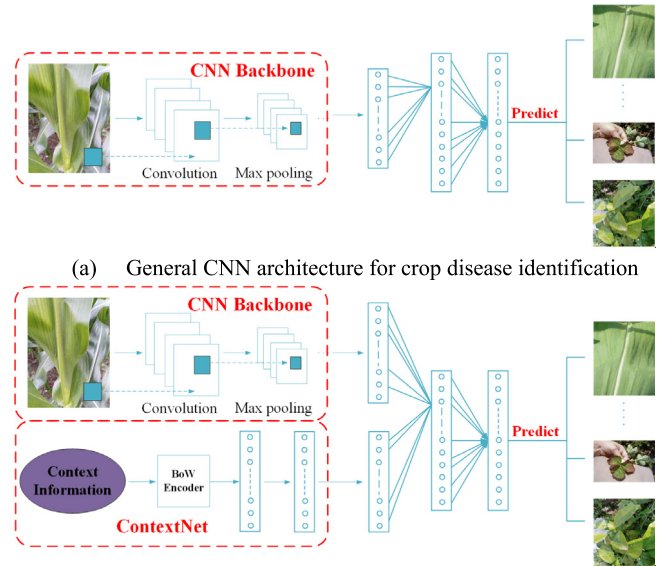 CNN Backbone
Predict
Convolution Max pooling
(a) General CNN architecture for crop disease identification
CNN Backbone
Convolution Max pooling
Predict
Context
Information
BoW
Encoder
ContextNet